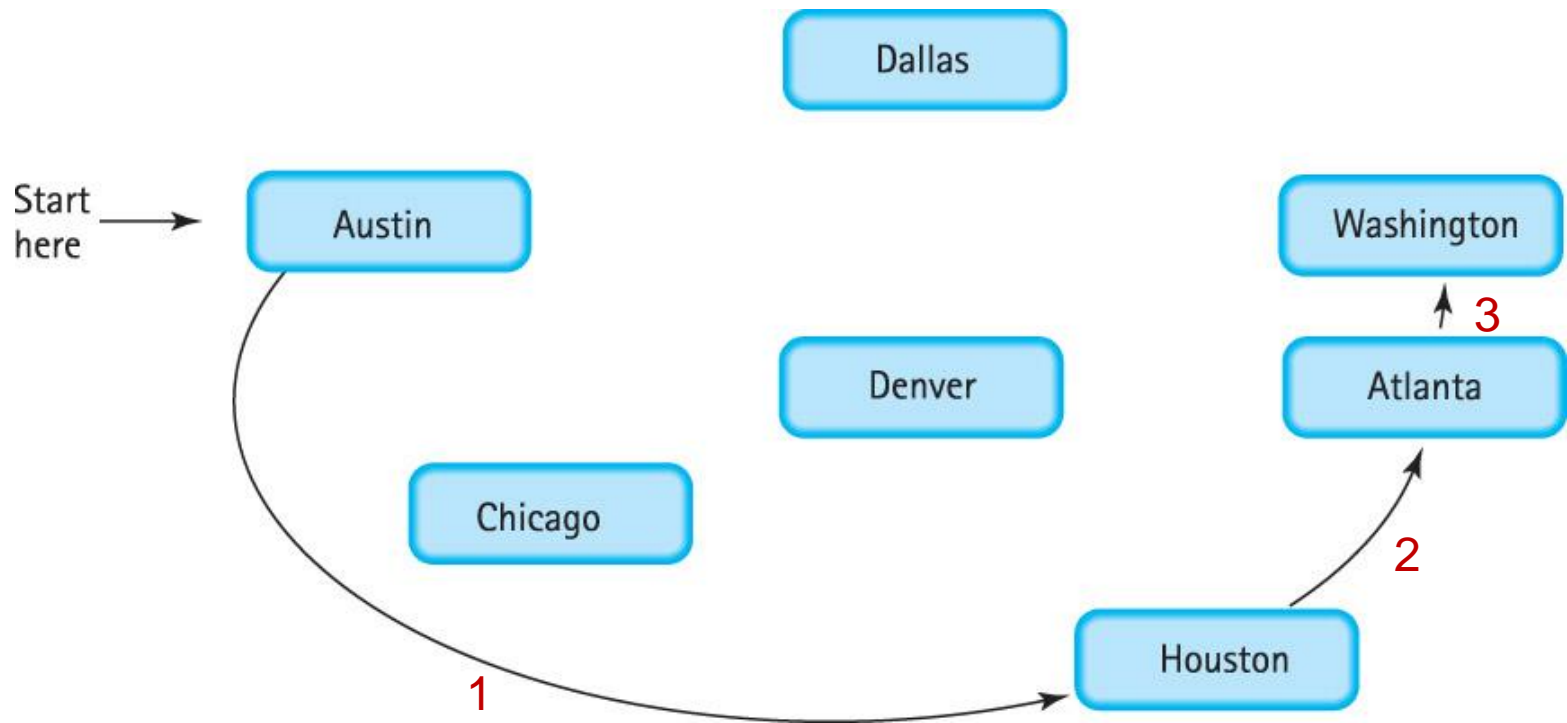 Dallas
Start
here
Austin
Washington
3
Denver
Atlanta
Chicago
2
Houston
1